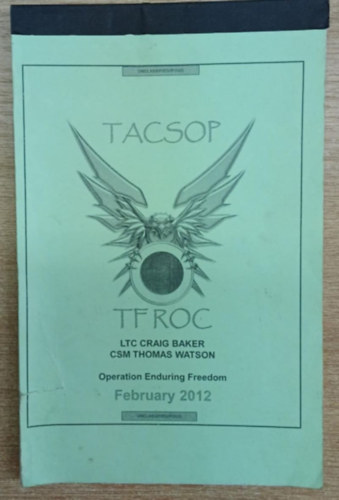 TACSOP
TFROC
LTC CRAIG BAKER
CSM THOMAS WATSON
Operation Enduring Freedom
February 2012